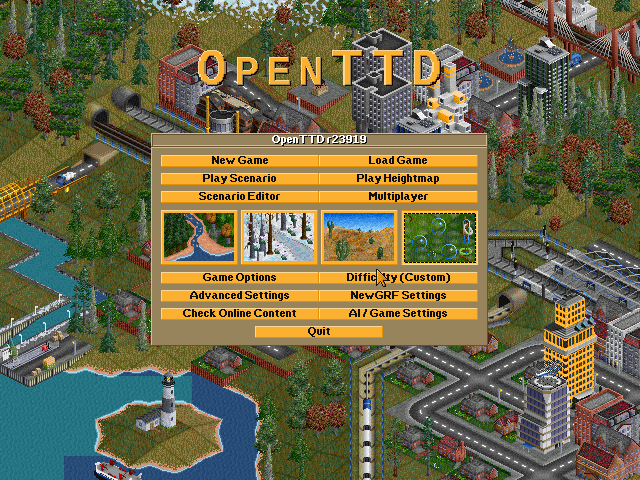 OPENTTD
OpenTTD r23919
New Game
Load Game
Play Scenario
Play Heightmap
Scenario Editor
Multiplayer
Game Options
Difficulty (Custom)
Advanced Settings
NewGRF Settings
Check Online Content
AI / Game Settings
Quit